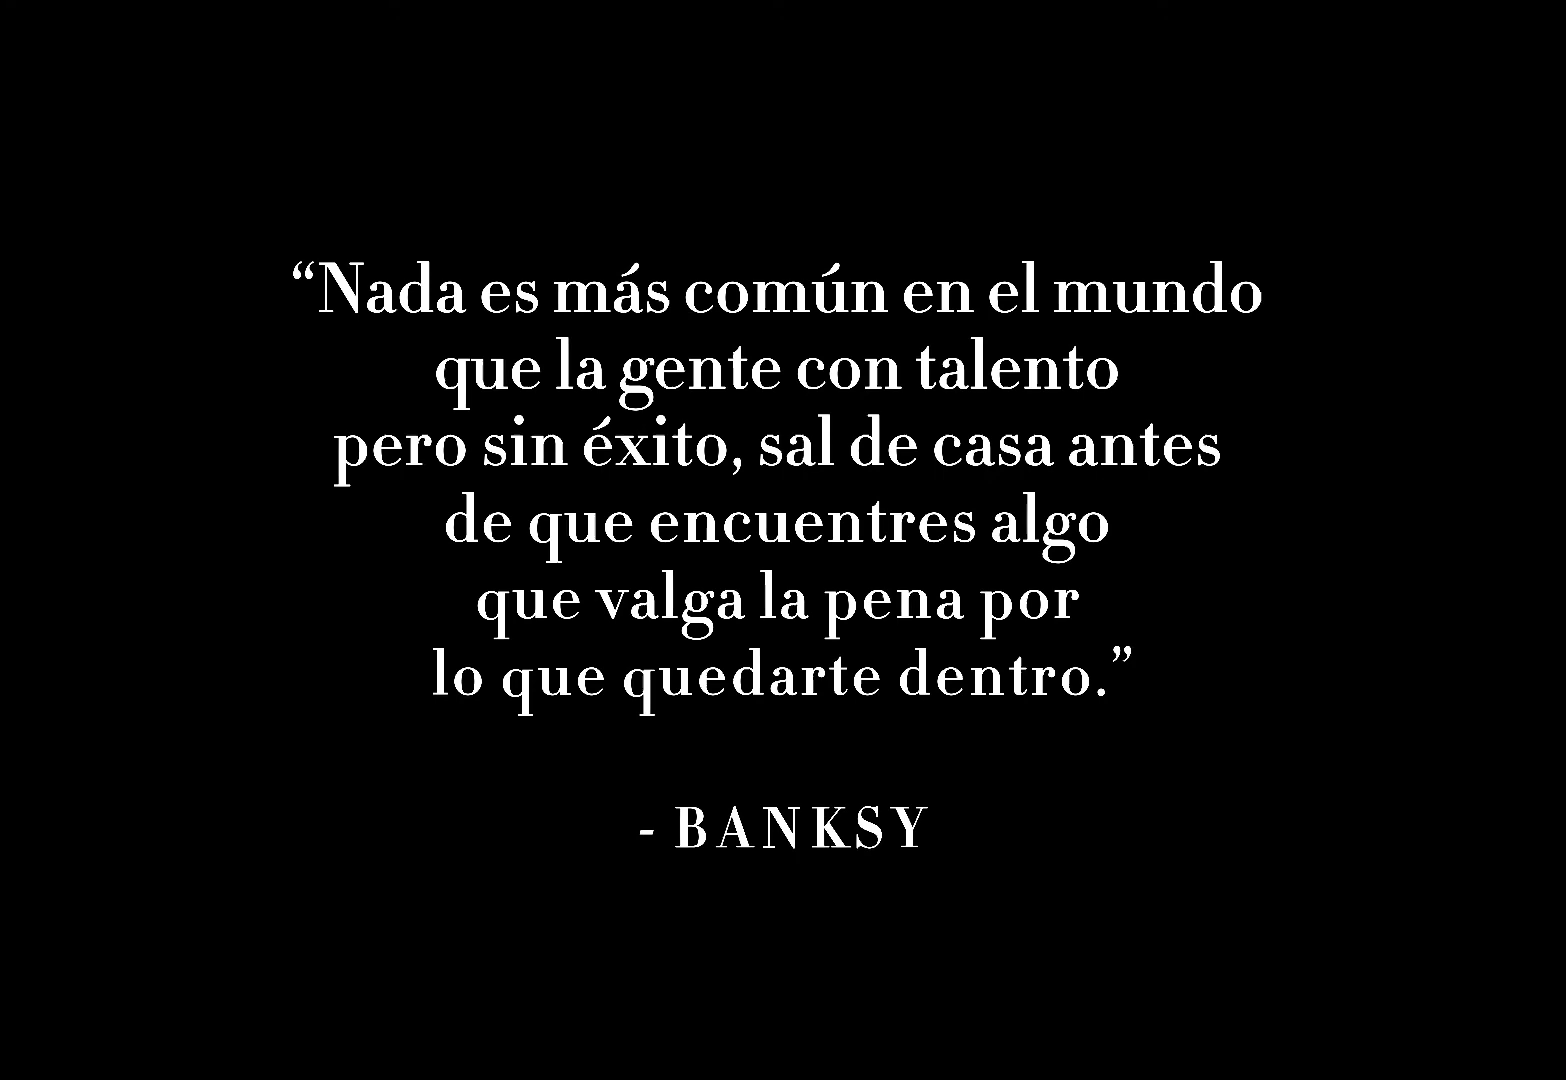 “Nada es más común en el mundo
que la gente con talento
pero sin éxito, sal de casa antes
de que encuentres algo
que valga la pena por
lo que quedarte dentro.”
- BANKSY